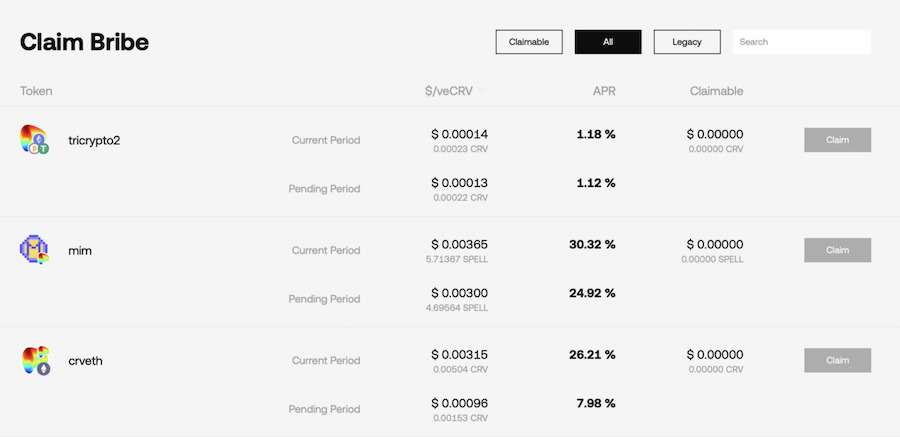 Claim Bribe
Claimable All Legacy Search
Token $/veCRV APR Claimable
tricrypto2 Current Period $ 0.00014 1.18 % $ 0.00000 Claim
0.00023 CRV 0.00000 CRV
Pending Period $ 0.00013 1.12 %
0.00022 CRV
mim Current Period $ 0.00365 30.32 % $ 0.00000 Claim
5.71367 SPELL 0.00000 SPELL
Pending Period $ 0.00300 24.92 %
4.69564 SPELL
crveth Current Period $ 0.00315 26.21 % $ 0.00000 Claim
0.00504 CRV 0.00000 CRV
Pending Period $ 0.00096 7.98 %
0.00153 CRV